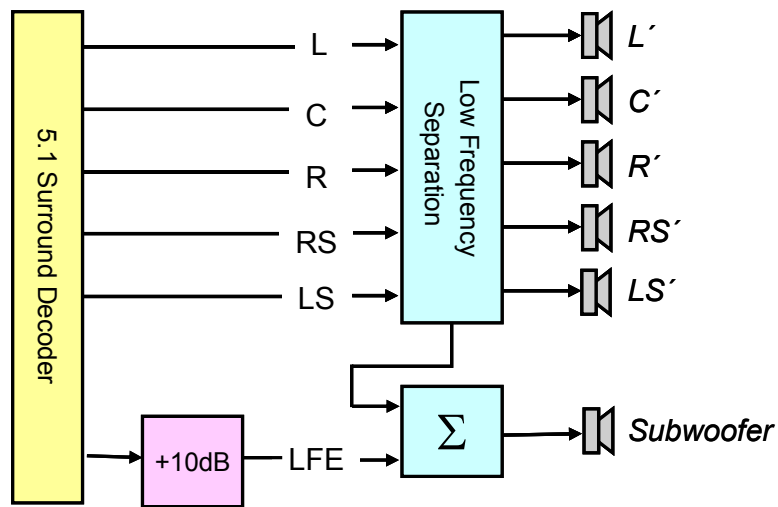 5.1 Surround Decoder
L
C
R
RS
LS
Low Frequency
Separation
L´
C´
R´
RS´
LS´
+10dB
LFE
Σ
Subwoofer